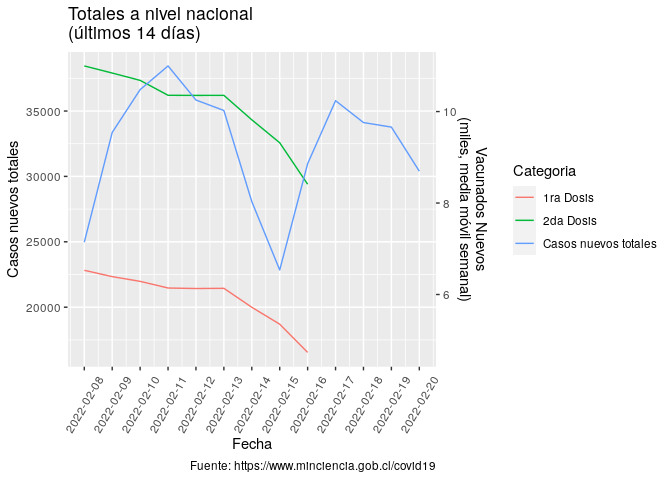 Totales a nivel nacional
(últimos 14 días)
Casos nuevos totales
35000
30000
25000
20000
10
8
6
Vacunados Nuevos
(miles, media móvil semanal)
2022-02-08
2022-02-09
2022-02-10
2022-02-11
2022-02-12
2022-02-13
2022-02-14
2022-02-15
2022-02-16
2022-02-17
2022-02-18
2022-02-19
2022-02-20
Fecha
Categoria
1ra Dosis
2da Dosis
Casos nuevos totales
Fuente: https://www.minciencia.gob.cl/covid19